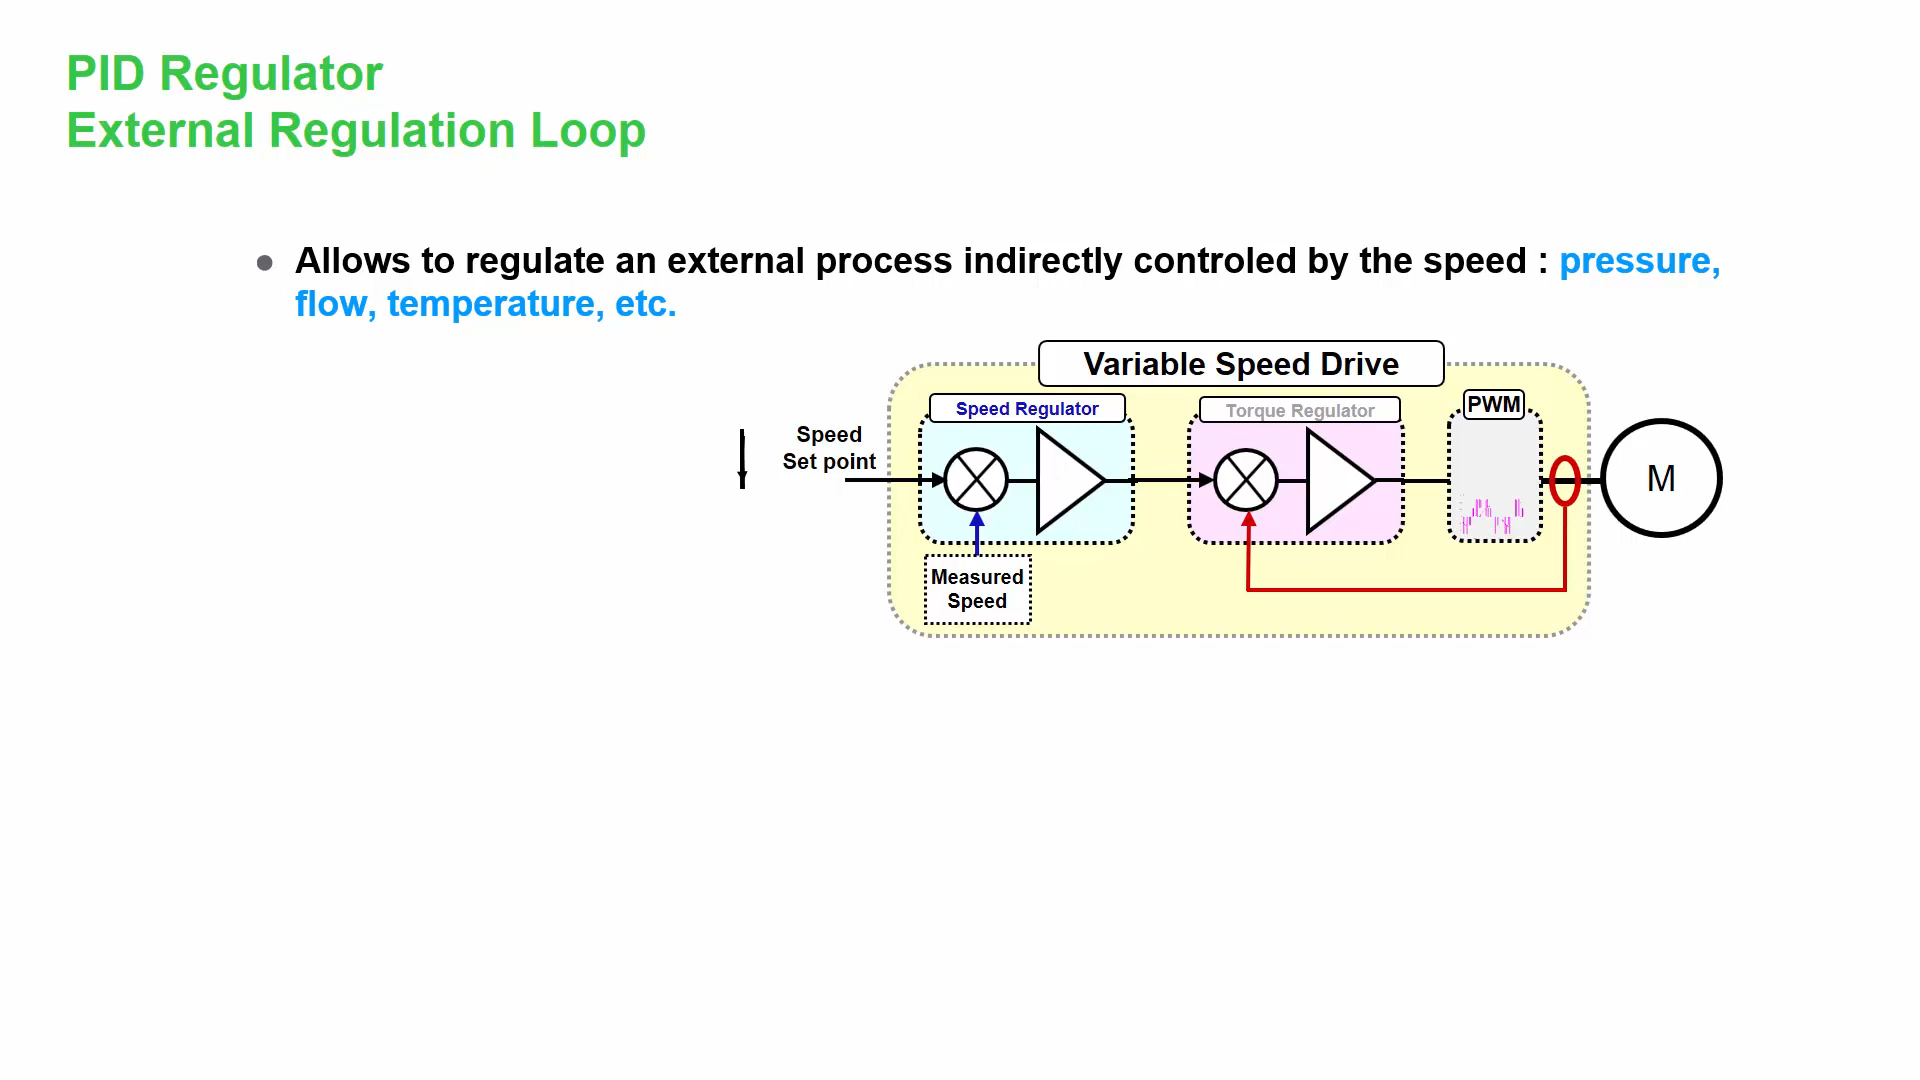 PID Regulator
External Regulation Loop
Allows to regulate an external process indirectly controled by the speed : pressure,
flow, temperature, etc.
Variable Speed Drive
Speed Regulator
Torque Regulator
PWM
Speed
Set point
M
Measured
Speed